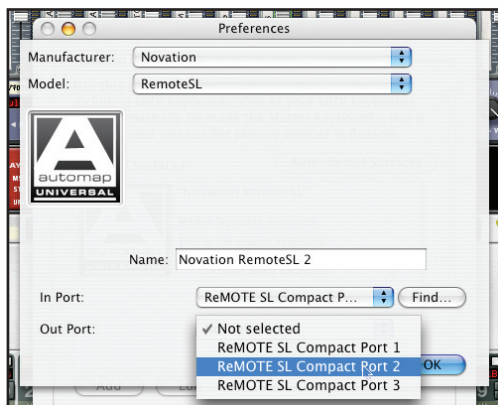 Preferences
Manufacturer: Novation
Model: RemoteSL
automap
UNIVERSAL
Name: Novation RemoteSL 2
In Port: ReMOTE SL Compact P... Find...
Out Port: ✓ Not selected
ReMOTE SL Compact Port 1
ReMOTE SL Compact Port 2
OK
ReMOTE SL Compact Port 3
Add